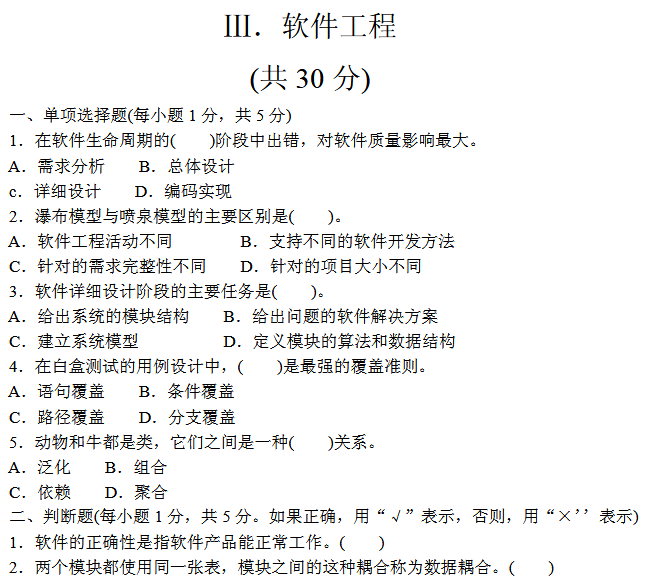 Ⅲ．软件工程
(共 30 分)
一、单项选择题(每小题 1 分，共 5 分)
1．在软件生命周期的(　　)阶段中出错，对软件质量影响最大。
A．需求分析　　B．总体设计
c．详细设计　　D．编码实现
2．瀑布模型与喷泉模型的主要区别是(　　)。
A．软件工程活动不同　　　　B．支持不同的软件开发方法
C．针对的需求完整性不同　　D．针对的项目大小不同
3．软件详细设计阶段的主要任务是(　　)。
A．给出系统的模块结构　　B．给出问题的软件解决方案
C．建立系统模型　　　　　D．定义模块的算法和数据结构
4．在白盒测试的用例设计中，(　　)是最强的覆盖准则。
A．语句覆盖　　B．条件覆盖
C．路径覆盖　　D．分支覆盖
5．动物和牛都是类，它们之间是一种(　　)关系。
A．泛化　　B．组合
C．依赖　　D．聚合
二、判断题(每小题 1 分，共 5 分。如果正确，用“√”表示，否则，用“×’’表示)
1．软件的正确性是指软件产品能正常工作。(　　)
2．两个模块都使用同一张表，模块之间的这种耦合称为数据耦合。(　　)